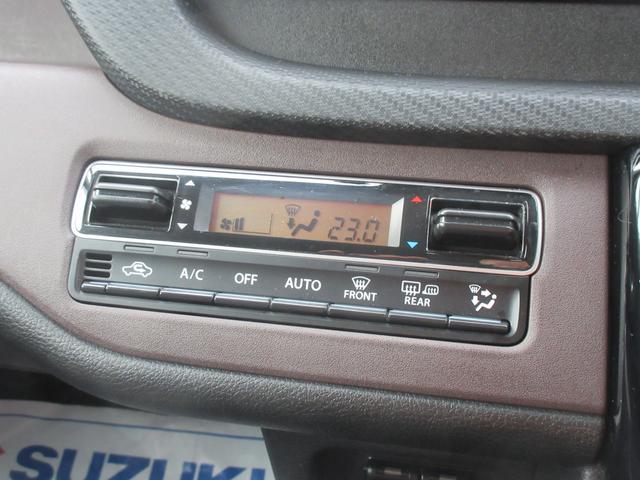 23.0
A/C OFF AUTO FRONT REAR
SUZUKI